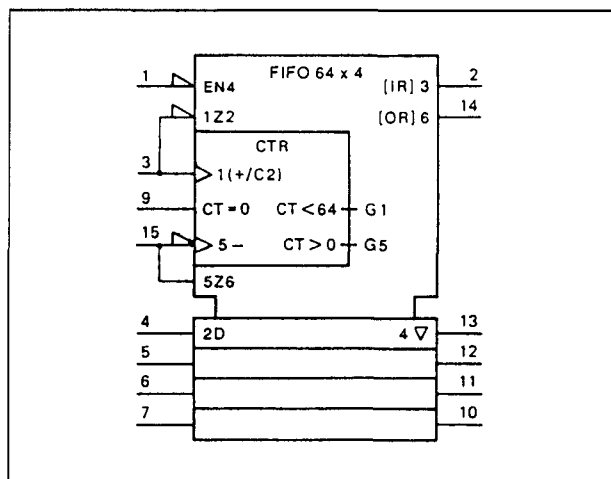 FIFO 64 x 4
1 EN4 [IR] 3 2
1Z2 [OR] 6 14
CTR
3 1(+/C2)
9 CT=0 CT<64 G1
15 5- CT>0 G5
5Z6
4 2D 4 ▽ 13
5 12
6 11
7 10